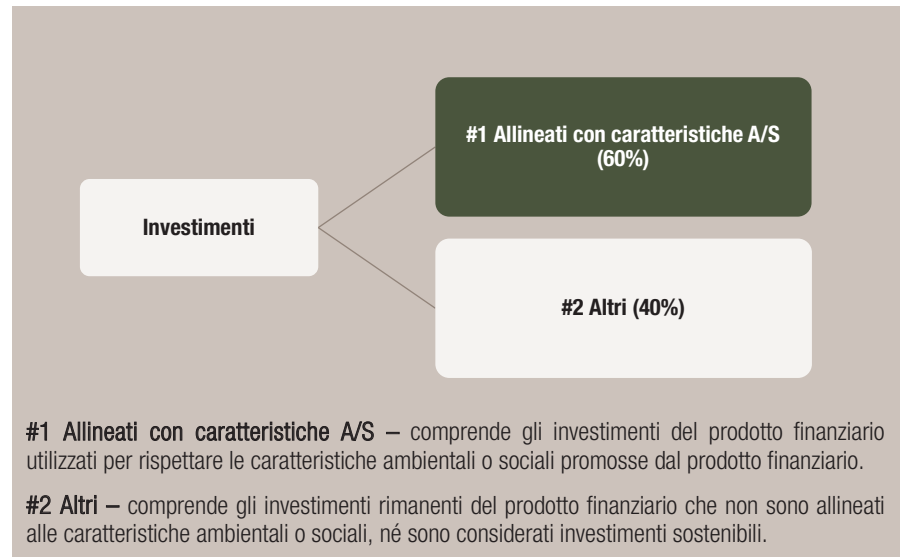 #1 Allineati con caratteristiche A/S
(60%)
Investimenti
#2 Altri (40%)
#1 Allineati con caratteristiche A/S – comprende gli investimenti del prodotto finanziario
utilizzati per rispettare le caratteristiche ambientali o sociali promosse dal prodotto finanziario.
#2 Altri – comprende gli investimenti rimanenti del prodotto finanziario che non sono allineati
alle caratteristiche ambientali o sociali, né sono considerati investimenti sostenibili.